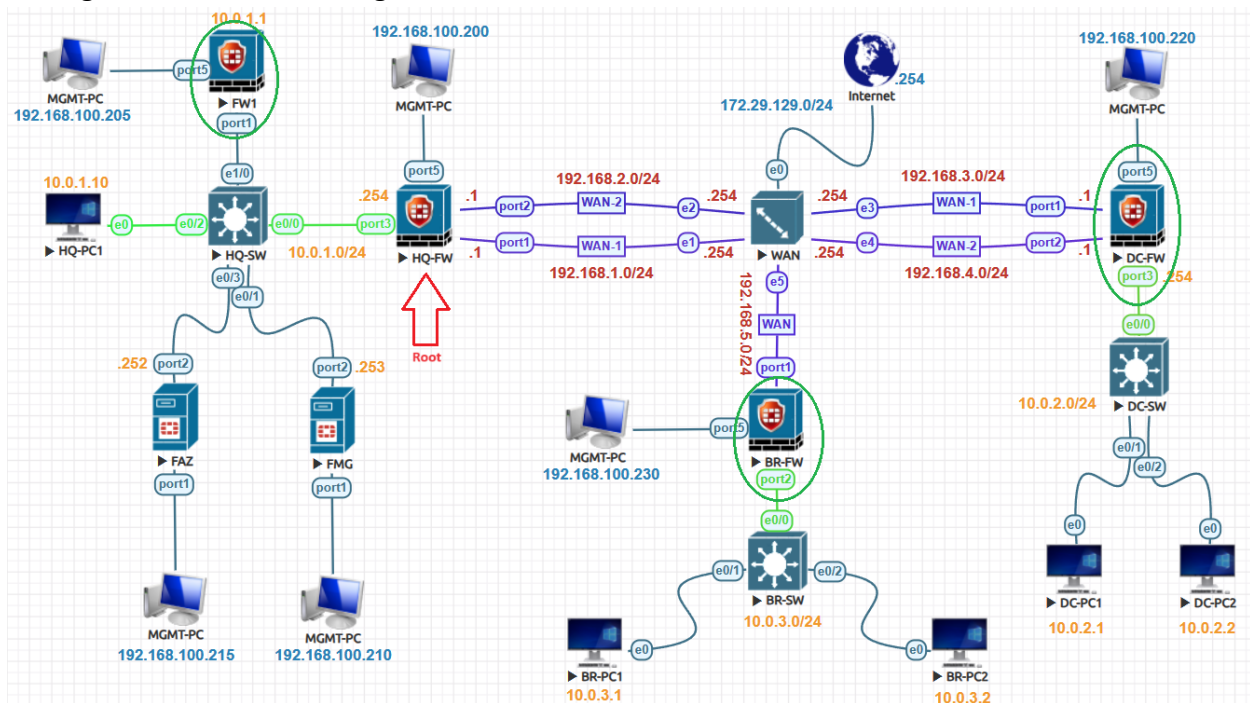 10.0.1.1
192.168.100.200
192.168.100.220
.254
Internet
port5
MGMT-PC
192.168.100.205
FW1
port1
MGMT-PC
172.29.129.0/24
MGMT-PC
e1/0
port5
e0
port5
10.0.1.10
.254
192.168.2.0/24
.254
.254
192.168.3.0/24
.1
port2
WAN-2
e2
e3
WAN-1
port1
.1
e0
e0/2
e0/0
port3
HQ-PC1
HQ-SW
10.0.1.0/24
HQ-FW
.1
port1
WAN-1
e1
.254
WAN
.254
e4
WAN-2
port2
.1
DC-FW
192.168.1.0/24
192.168.4.0/24
e0/3
e0/1
e5
port3
.254
Root
192.168.5.0/24
WAN
e0/0
.252
port2
port2
.253
port1
10.0.2.0/24
DC-SW
FAZ
FMG
MGMT-PC
192.168.100.230
port5
BR-FW
e0/1
e0/2
port1
port1
port2
e0/0
e0
e0
e0/1
e0/2
BR-SW
10.0.3.0/24
DC-PC1
DC-PC2
10.0.2.1
10.0.2.2
MGMT-PC
192.168.100.215
MGMT-PC
192.168.100.210
e0
e0
BR-PC1
BR-PC2
10.0.3.1
10.0.3.2